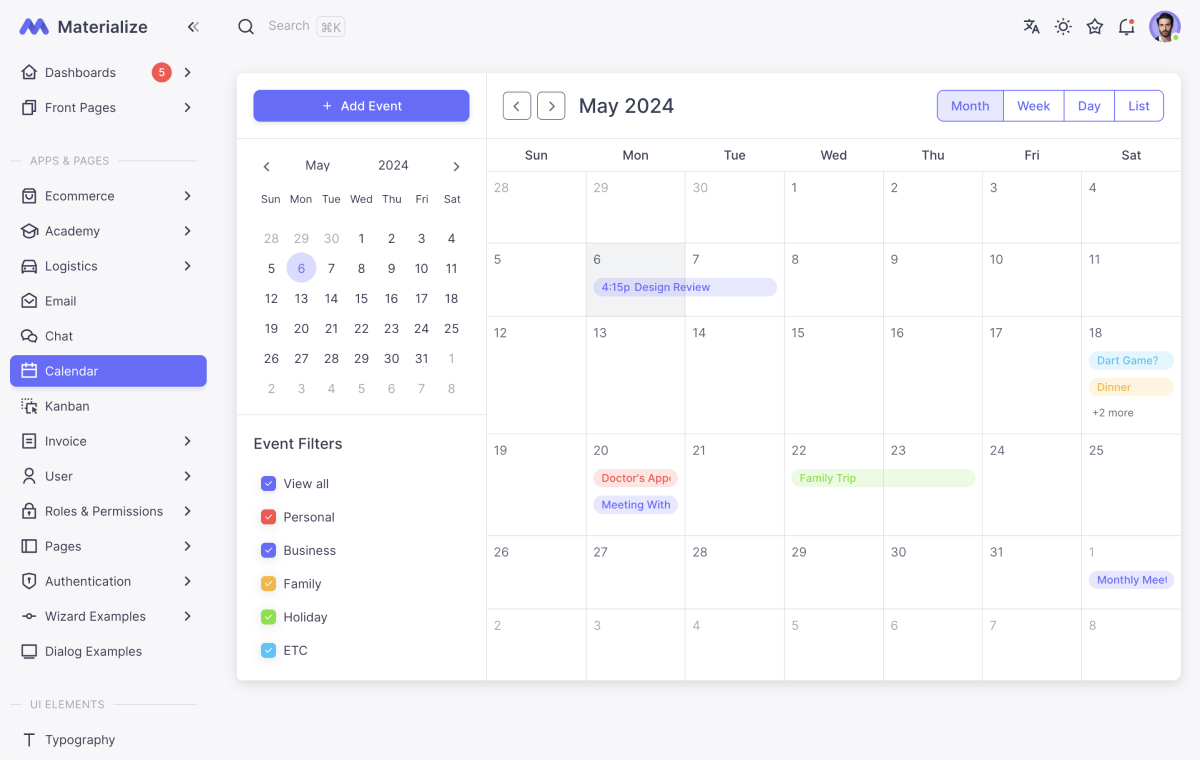 Materialize
Search ⌘K
Dashboards 5
Front Pages
APPS & PAGES
Ecommerce
Academy
Logistics
Email
Chat
Calendar
Kanban
Invoice
User
Roles & Permissions
Pages
Authentication
Wizard Examples
Dialog Examples
UI ELEMENTS
Typography
+ Add Event
May 2024
Sun Mon Tue Wed Thu Fri Sat
28 29 30 1 2 3 4
5 6 7 8 9 10 11
12 13 14 15 16 17 18
19 20 21 22 23 24 25
26 27 28 29 30 31 1
2 3 4 5 6 7 8
Event Filters
View all
Personal
Business
Family
Holiday
ETC
May 2024
Month Week Day List
Sun Mon Tue Wed Thu Fri Sat
28 29 30 1 2 3 4
5 6 7 8 9 10 11
4:15p Design Review
12 13 14 15 16 17 18
Dart Game?
Dinner
+2 more
19 20 21 22 23 24 25
Doctor's Appo Family Trip
Meeting With
26 27 28 29 30 31 1
Monthly Meet
2 3 4 5 6 7 8